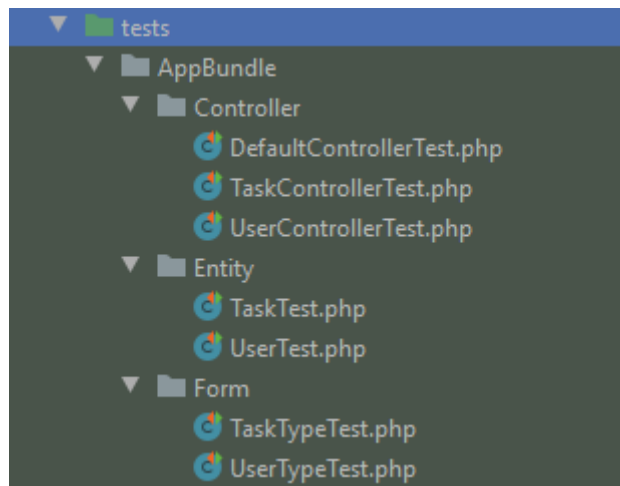 tests
AppBundle
Controller
DefaultControllerTest.php
TaskControllerTest.php
UserControllerTest.php
Entity
TaskTest.php
UserTest.php
Form
TaskTypeTest.php
UserTypeTest.php